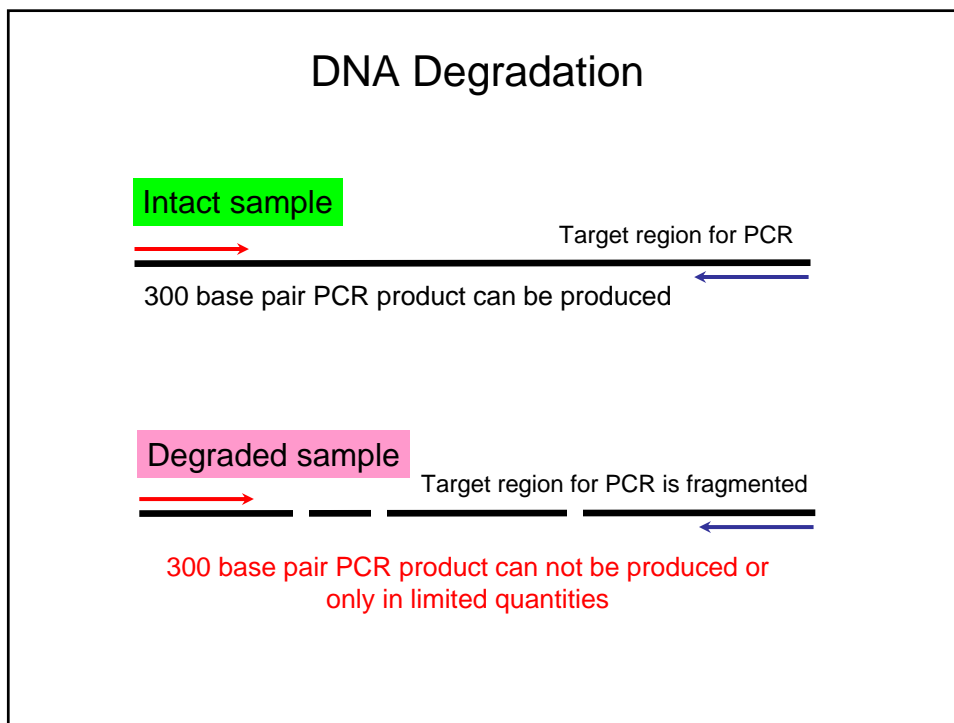 DNA Degradation
Intact sample
Target region for PCR
300 base pair PCR product can be produced
Degraded sample
Target region for PCR is fragmented
300 base pair PCR product can not be produced or
only in limited quantities